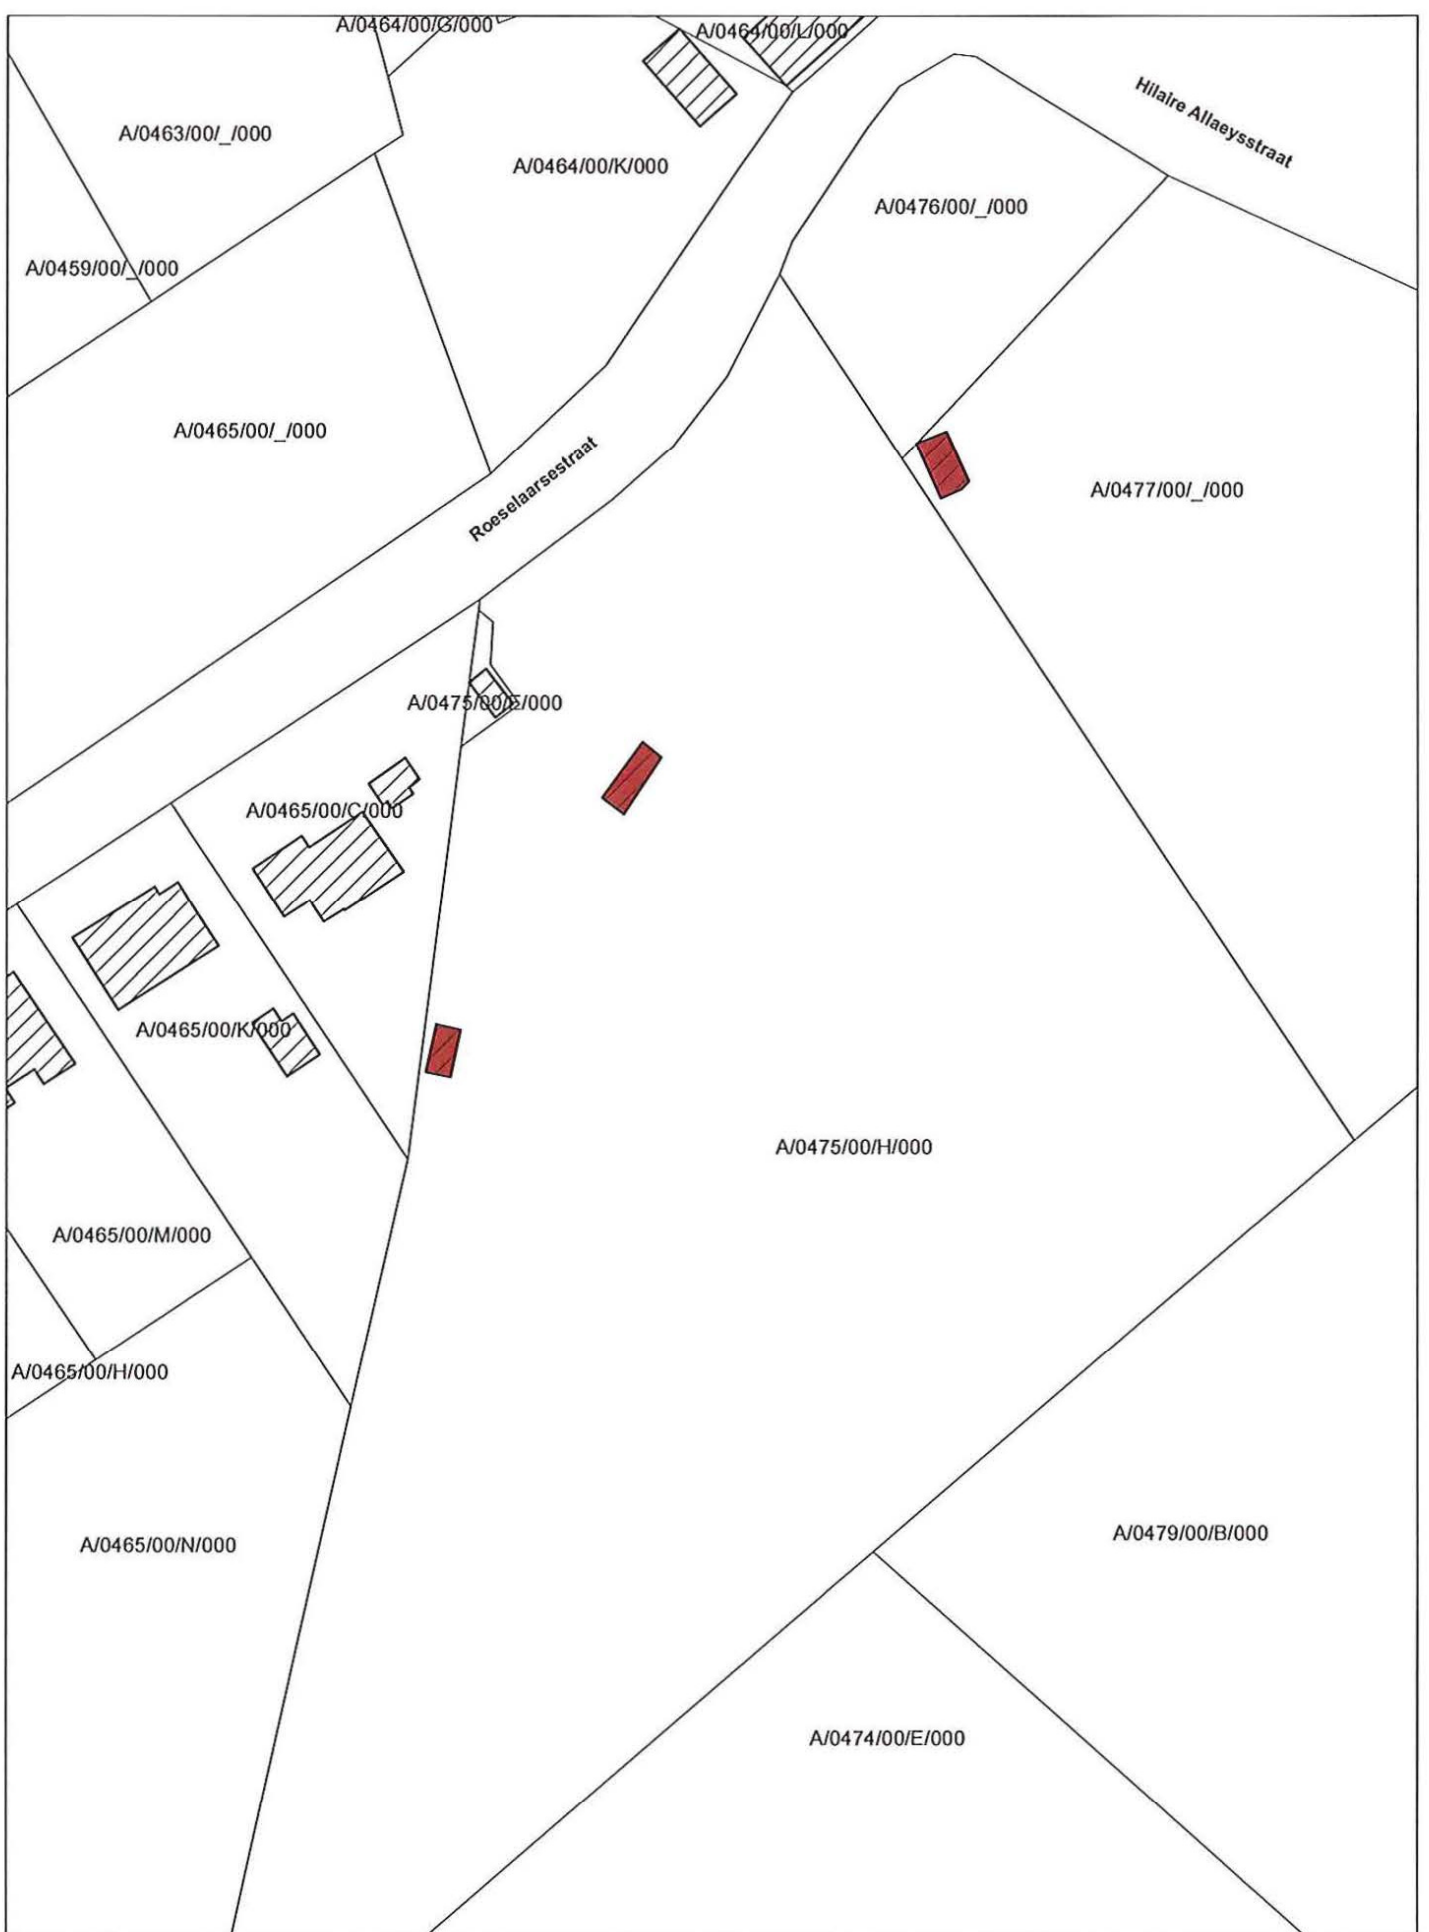 A/0464/00/G/000
A/0464/00/L/000
Hilaire Allaeysstraat
A/0463/00/_/000
A/0464/00/K/000
A/0476/00/_/000
A/0459/00/_/000
A/0465/00/_/000
Roeselaarsestraat
A/0477/00/_/000
A/0475/00/E/000
A/0465/00/C/000
A/0465/00/K/000
A/0475/00/H/000
A/0465/00/M/000
A/0465/00/H/000
A/0479/00/B/000
A/0465/00/N/000
A/0474/00/E/000